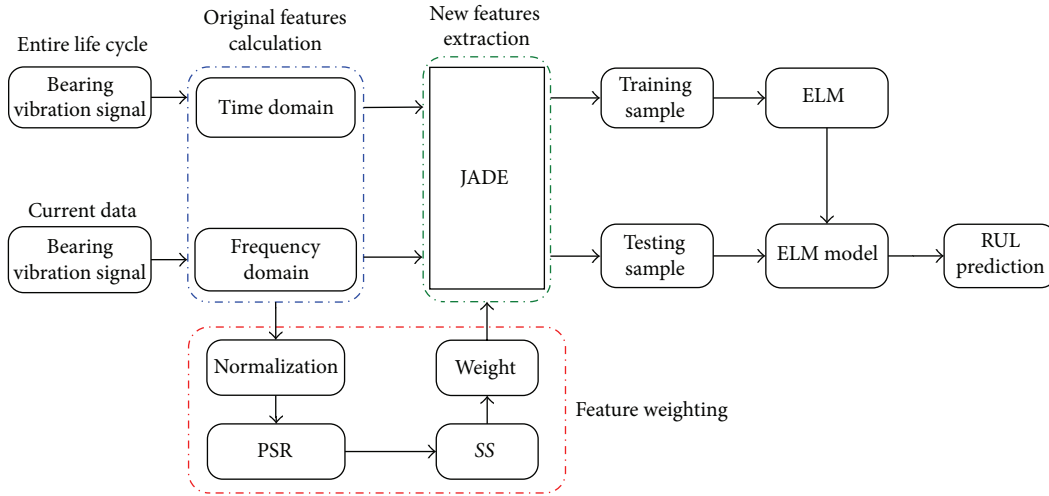 Entire life cycle
Bearing
vibration signal
Original features
calculation
Time domain
New features
extraction
JADE
Training
sample
ELM
Current data
Bearing
vibration signal
Frequency
domain
Testing
sample
ELM model
RUL
prediction
Normalization
Weight
PSR
SS
Feature weighting